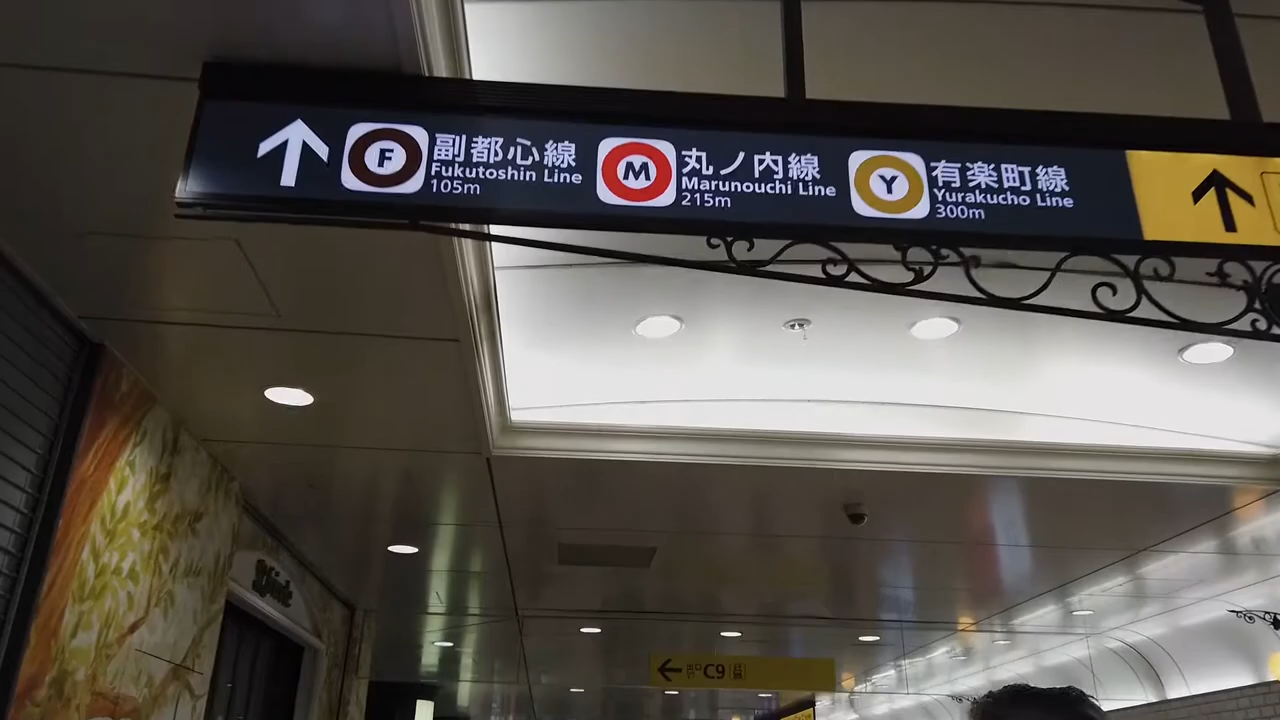 F 副都心線
Fukutoshin Line
105m
M 丸ノ内線
Marunouchi Line
215m
Y 有楽町線
Yurakucho Line
300m
C9